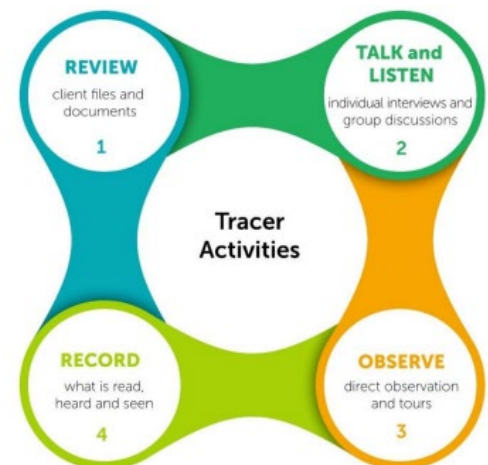 REVIEW
client files and
documents
1
TALK and
LISTEN
individual interviews and
group discussions
2
Tracer
Activities
RECORD
what is read,
heard and seen
4
OBSERVE
direct observation
and tours
3